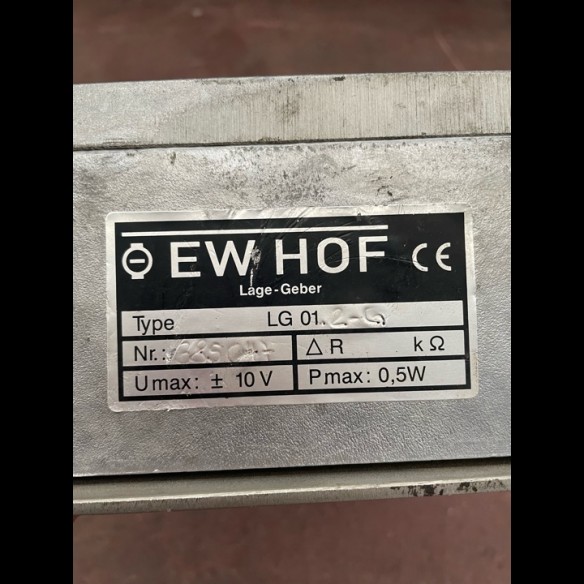 EW HOF CE
Lage-Geber
Type LG 01.
Nr.:
Δ R kΩ
Umax: ± 10 V
Pmax: 0,5W